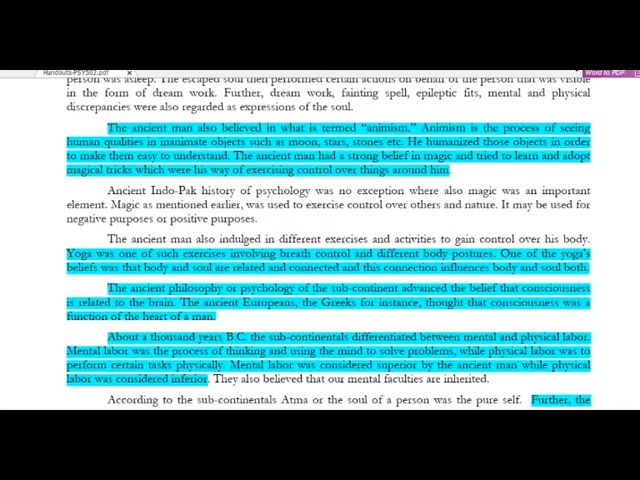 Handouts-PSY502.pdf
Word to PDF
person was asleep. The escaped soul then performed certain actions on behalf of the person that was visible
in the form of dream work. Further, dream work, fainting spell, epileptic fits, mental and physical
discrepancies were also regarded as expressions of the soul.
The ancient man also believed in what is termed “animism.” Animism is the process of seeing
human qualities in inanimate objects such as moon, stars, stones etc. He humanized those objects in order
to make them easy to understand. The ancient man had a strong belief in magic and tried to learn and adopt
magical tricks which were his way of exercising control over things around him.
Ancient Indo-Pak history of psychology was no exception where also magic was an important
element. Magic as mentioned earlier, was used to exercise control over others and nature. It may be used for
negative purposes or positive purposes.
The ancient man also indulged in different exercises and activities to gain control over his body.
Yoga was one of such exercises involving breath control and different body postures. One of the yoga's
beliefs was that body and soul are related and connected and this connection influences body and soul both.
The ancient philosophy or psychology of the sub-continent advanced the belief that consciousness
is related to the brain. The ancient Europeans, the Greeks for instance, thought that consciousness was a
function of the heart of a man.
About a thousand years B.C. the sub-continentals differentiated between mental and physical labor.
Mental labor was the process of thinking and using the mind to solve problems, while physical labor was to
perform certain tasks physically. Mental labor was considered superior by the ancient man while physical
labor was considered inferior. They also believed that our mental faculties are inherited.
According to the sub-continentals Atma or the soul of a person was the pure self. Further, the